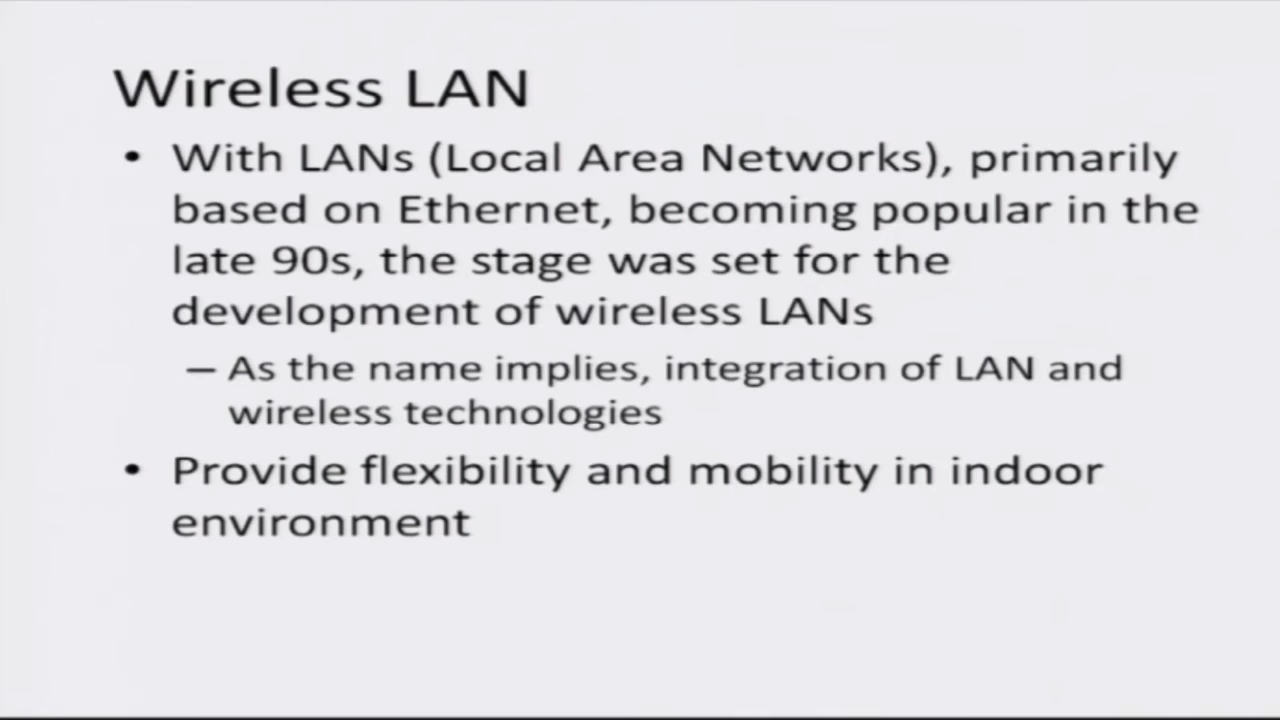 Wireless LAN
• With LANs (Local Area Networks), primarily
based on Ethernet, becoming popular in the
late 90s, the stage was set for the
development of wireless LANs
– As the name implies, integration of LAN and
wireless technologies
• Provide flexibility and mobility in indoor
environment